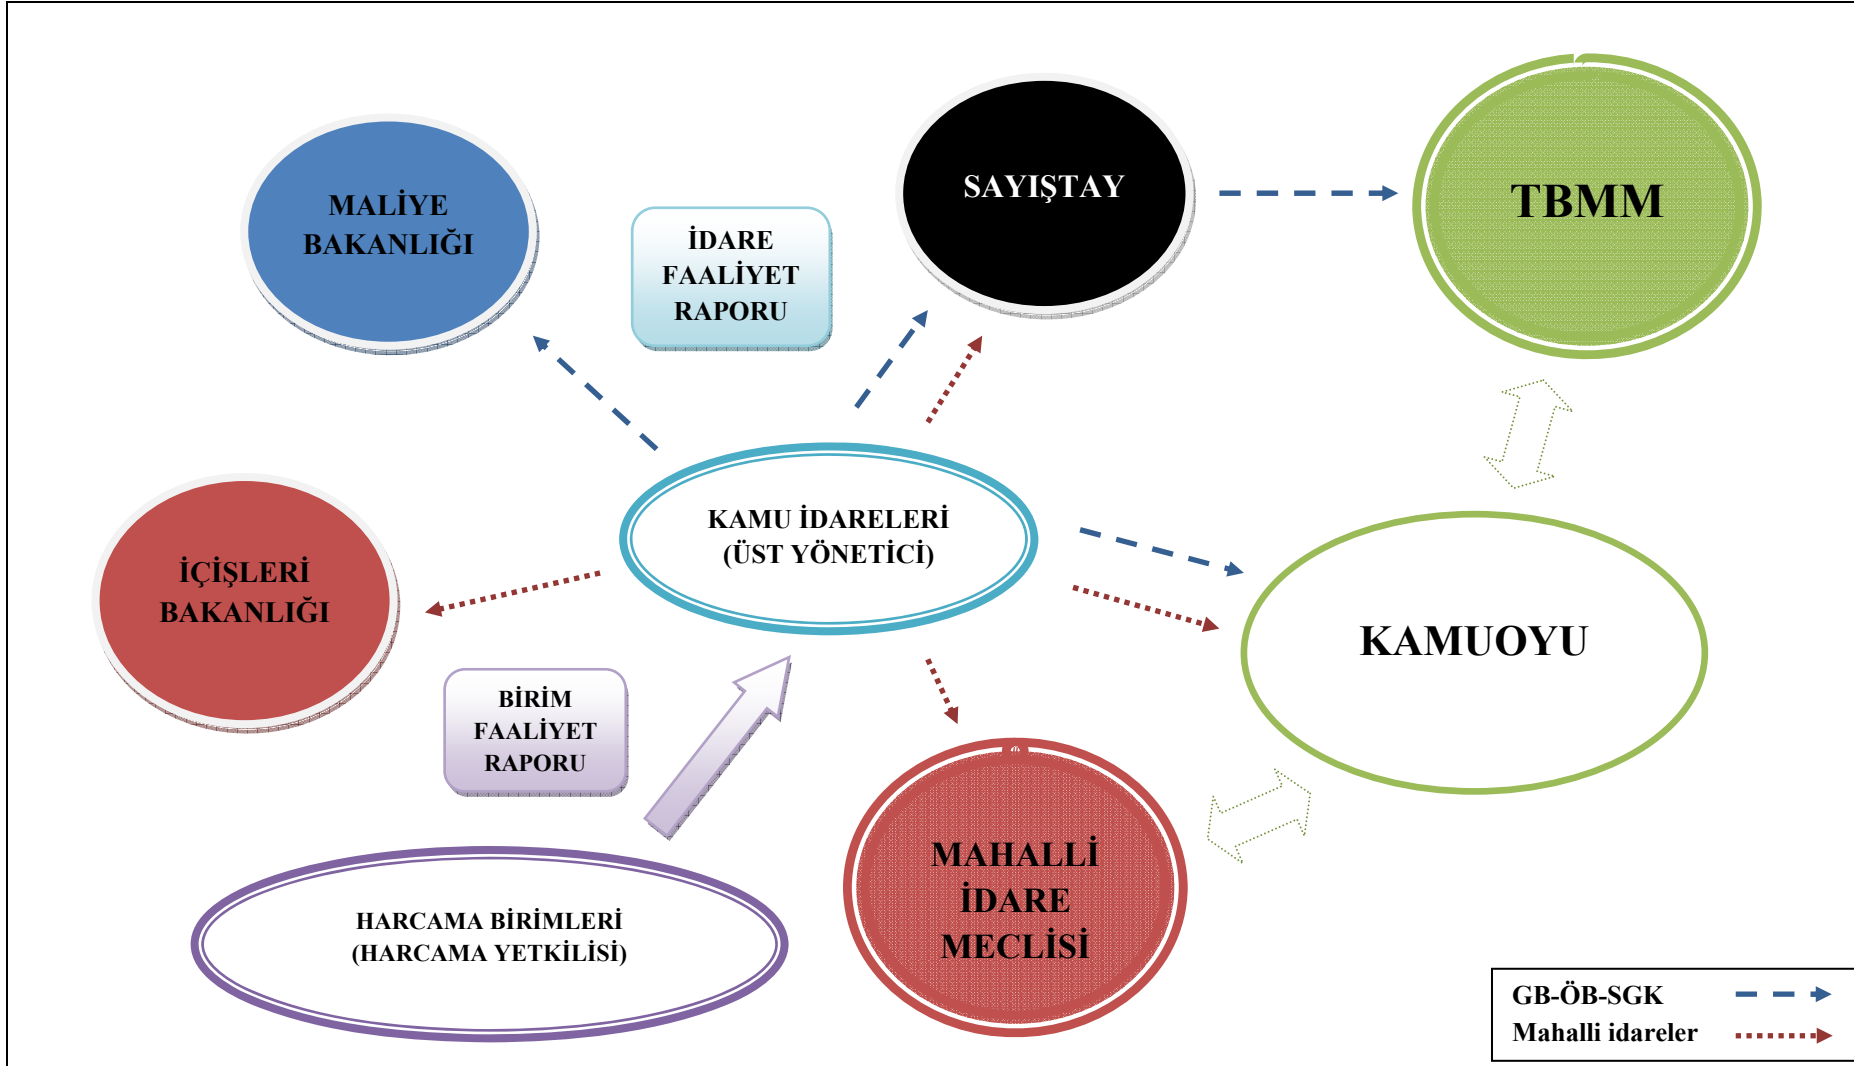 MALİYE
BAKANLIĞI
İDARE
FAALİYET
RAPORU
SAYIŞTAY
TBMM
KAMU İDARELERİ
(ÜST YÖNETİCİ)
İÇİŞLERİ
BAKANLIĞI
KAMUOYU
BİRİM
FAALİYET
RAPORU
MAHALLİ
İDARE
MECLİSİ
HARCAMA BİRİMLERİ
(HARCAMA YETKİLİSİ)
GB-ÖB-SGK
Mahalli idareler